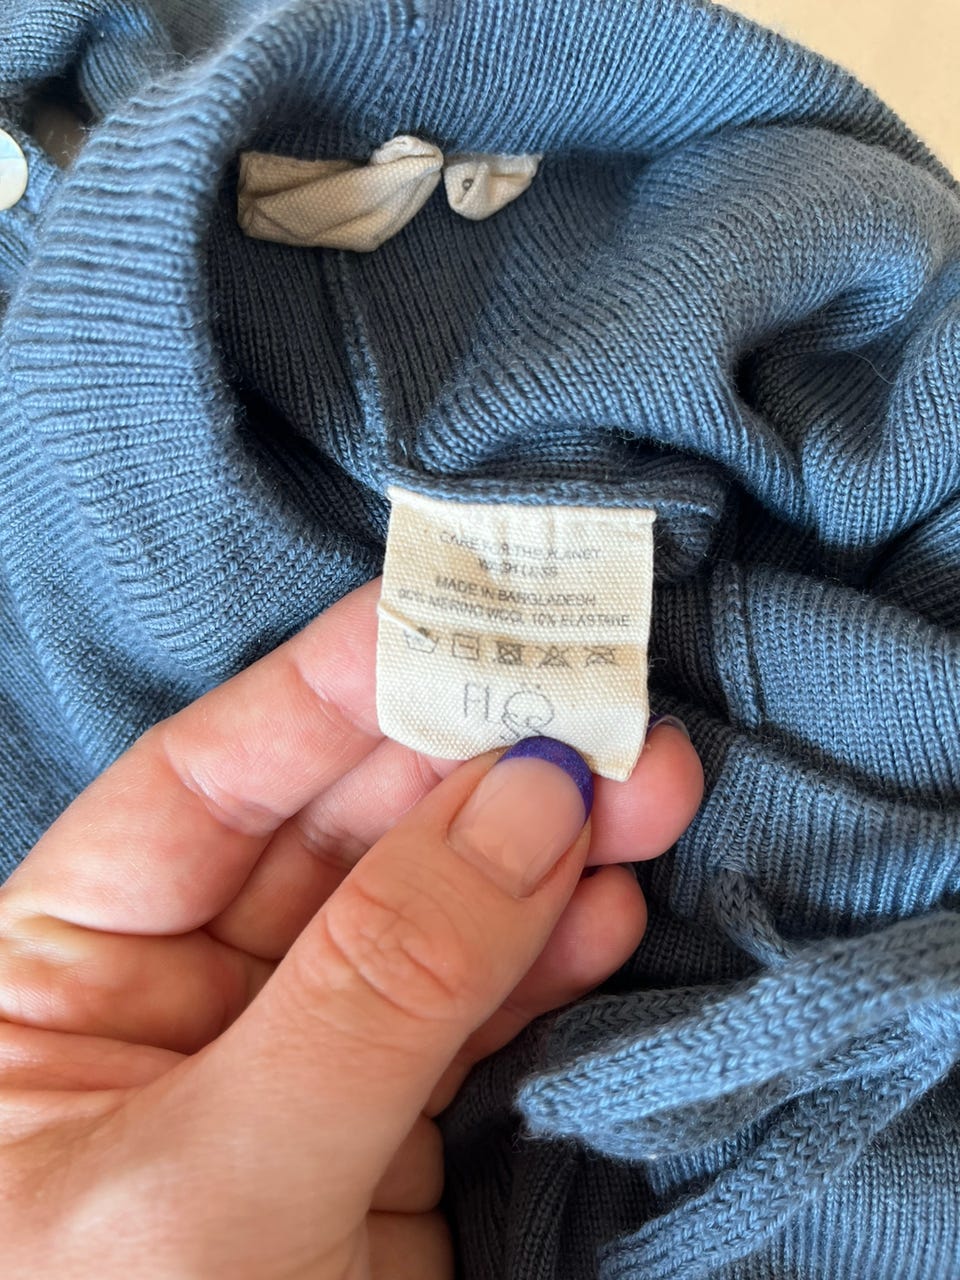 CARE FOR THE PLANET
WASH LESS
MADE IN BANGLADESH
90% MERINO WOOL 10% ELASTANE